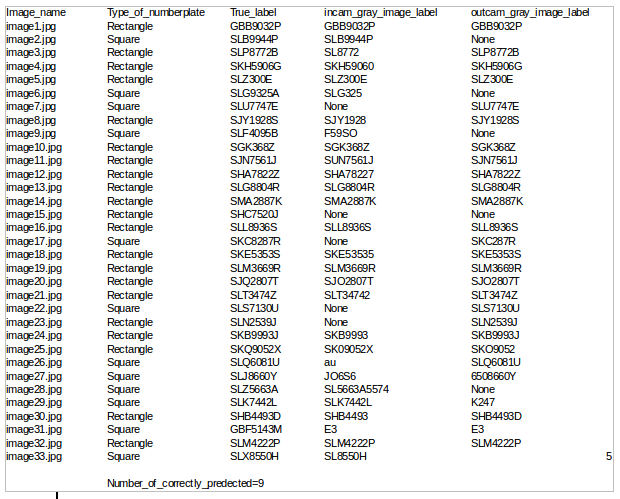 Image_name Type_of_numberplate True_label incam_gray_image_label outcam_gray_image_label
image1.jpg Rectangle GBB9032P GBB9032P GBB9032P
image2.jpg Square SLB9944P SLB9944P None
image3.jpg Rectangle SLP8772B SL8772 SLP8772B
image4.jpg Rectangle SKH5906G SKH59060 SKH5906G
image5.jpg Rectangle SLZ300E SLZ300E SLZ300E
image6.jpg Square SLG9325A SLG325 None
image7.jpg Square SLU7747E None SLU7747E
image8.jpg Rectangle SJY1928S SJY1928 SJY1928S
image9.jpg Square SLF4095B F59SO None
image10.jpg Rectangle SGK368Z SGK368Z SGK368Z
image11.jpg Rectangle SJN7561J SUN7561J SJN7561J
image12.jpg Rectangle SHA7822Z SHA78227 SHA7822Z
image13.jpg Rectangle SLG8804R SLG8804R SLG8804R
image14.jpg Rectangle SMA2887K SMA2887K SMA2887K
image15.jpg Rectangle SHC7520J None None
image16.jpg Rectangle SLL8936S SLL8936S SLL8936S
image17.jpg Square SKC8287R None SKC287R
image18.jpg Rectangle SKE5353S SKE53535 SKE5353S
image19.jpg Rectangle SLM3669R SLM3669R SLM3669R
image20.jpg Rectangle SJQ2807T SJO2807T SJO2807T
image21.jpg Rectangle SLT3474Z SLT34742 SLT3474Z
image22.jpg Square SLS7130U None SLS7130U
image23.jpg Rectangle SLN2539J None SLN2539J
image24.jpg Rectangle SKB9993J SKB9993 SKB9993J
image25.jpg Rectangle SKQ9052X SK09052X SKO9052
image26.jpg Square SLQ6081U au SLQ6081U
image27.jpg Square SLJ8660Y JO6S6 6508660Y
image28.jpg Square SLZ5663A SL5663A5574 None
image29.jpg Square SLK7442L SLK7442L K247
image30.jpg Rectangle SHB4493D SHB4493 SHB4493D
image31.jpg Square GBF5143M E3 E3
image32.jpg Rectangle SLM4222P SLM4222P SLM4222P
image33.jpg Square SLX8550H SL8550H 5
Number_of_correctly_predected=9